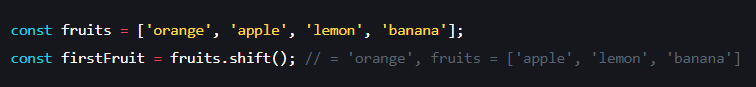 const fruits = ['orange', 'apple', 'lemon', 'banana'];
const firstFruit = fruits.shift(); // = 'orange', fruits = ['apple', 'lemon', 'banana']